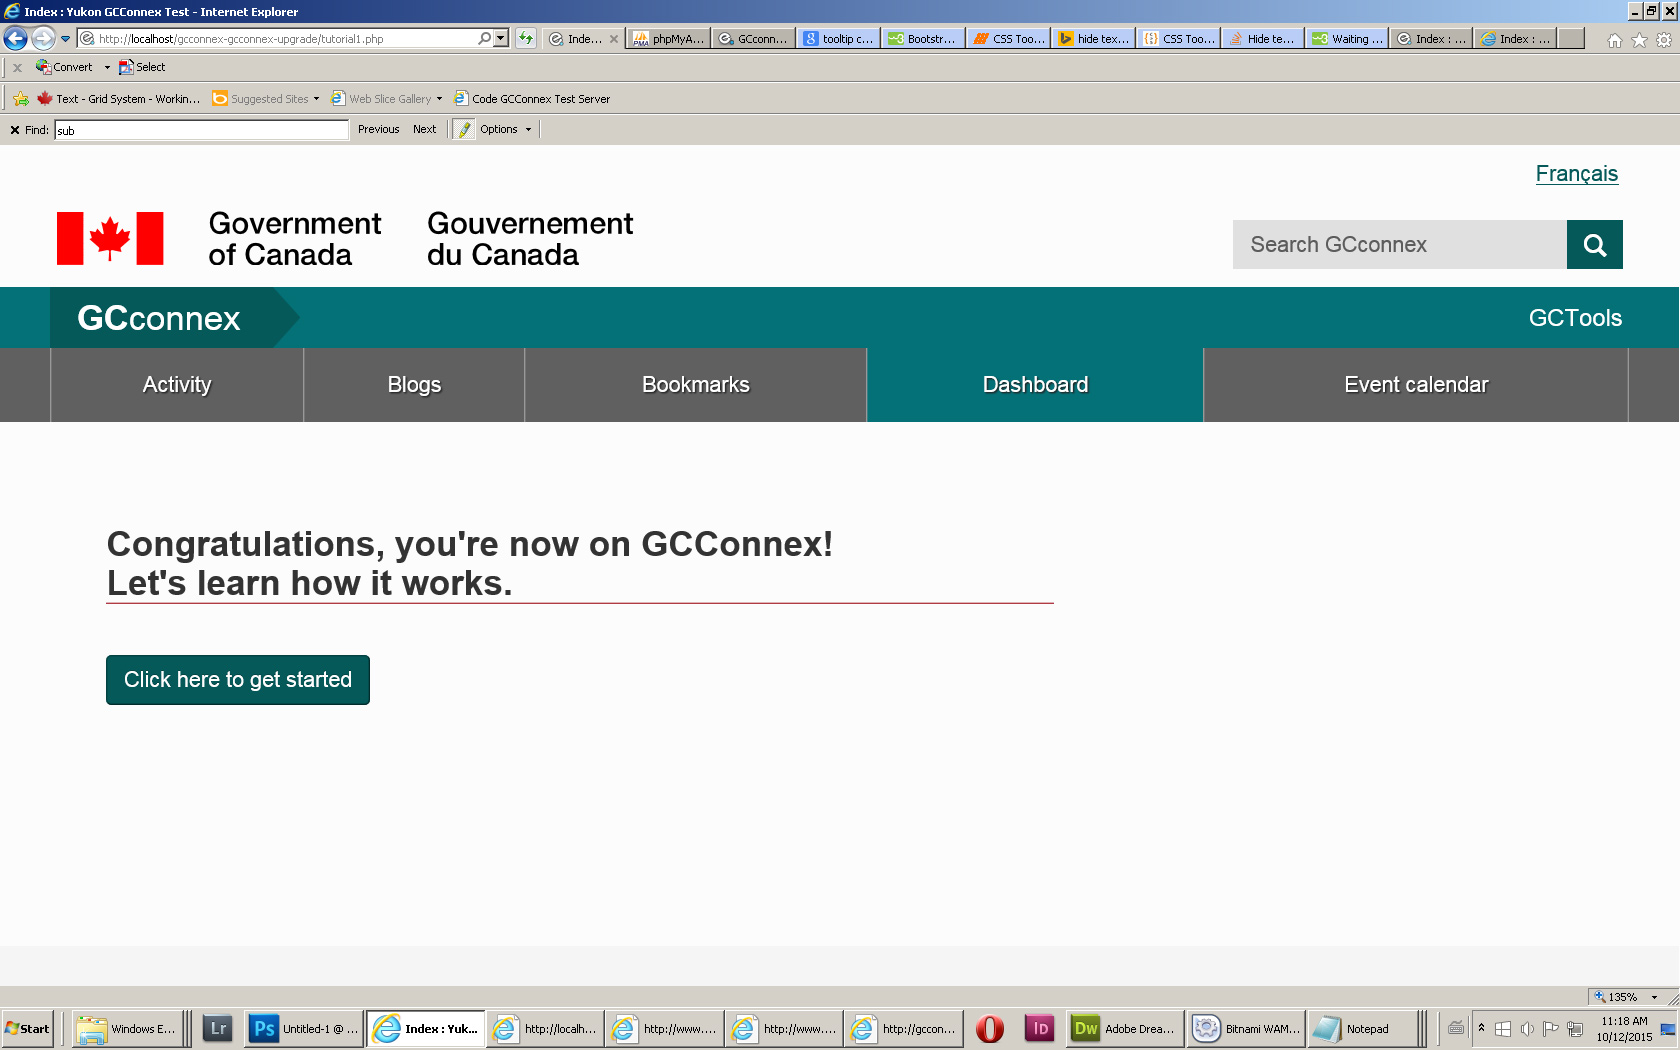 Index : Yukon GCConnex Test - Internet Explorer
http://localhost/gcconnex-gcconnex-upgrade/tutorial1.php
Inde...
phpMyA...
GCconn...
tooltip c...
Bootstr...
CSS Too...
hide tex...
CSS Too...
Hide te...
Waiting ...
Index : ...
Index : ...
Convert
Select
Text - Grid System - Workin...
Suggested Sites
Web Slice Gallery
Code GCConnex Test Server
Find: sub
Previous
Next
Options
Français
Government of Canada
Gouvernement du Canada
Search GCconnex
GCconnex
GCTools
Activity
Blogs
Bookmarks
Dashboard
Event calendar
Congratulations, you're now on GCConnex!
Let's learn how it works.
Click here to get started
135%
Start
Windows E...
Lr
Ps
Untitled-1 @ ...
Index : Yuk...
http://localh...
http://www....
http://www....
http://gccon...
Id
Dw
Adobe Drea...
Bitnami WAM...
Notepad
11:18 AM
10/12/2015